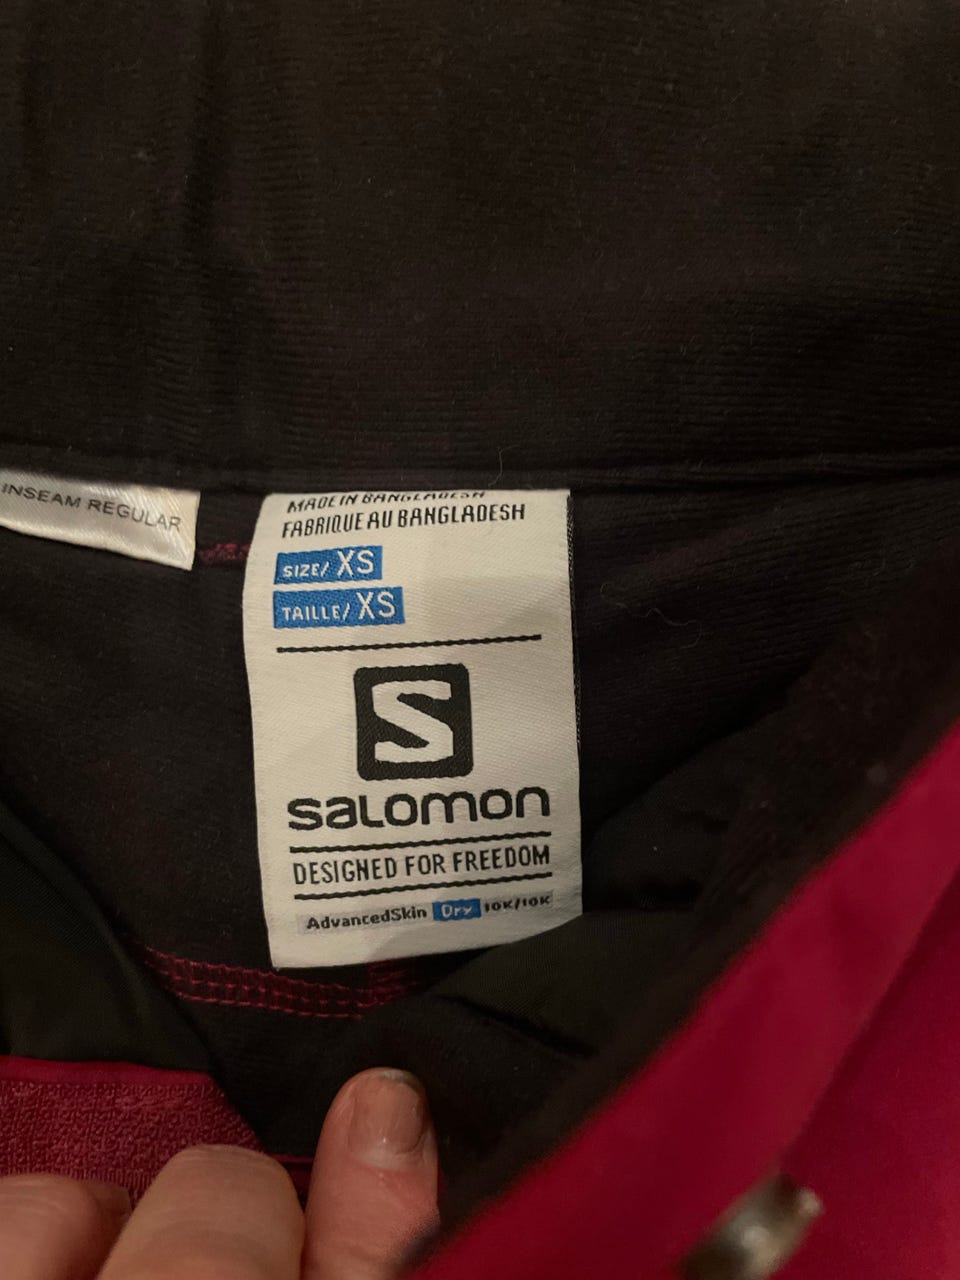 INSEAM REGULAR
MADE IN BANGLADESH
FABRIQUE AU BANGLADESH
SIZE/ XS
TAILLE/ XS
S
SALOMON
DESIGNED FOR FREEDOM
AdvancedSkin Dry 10K/10K